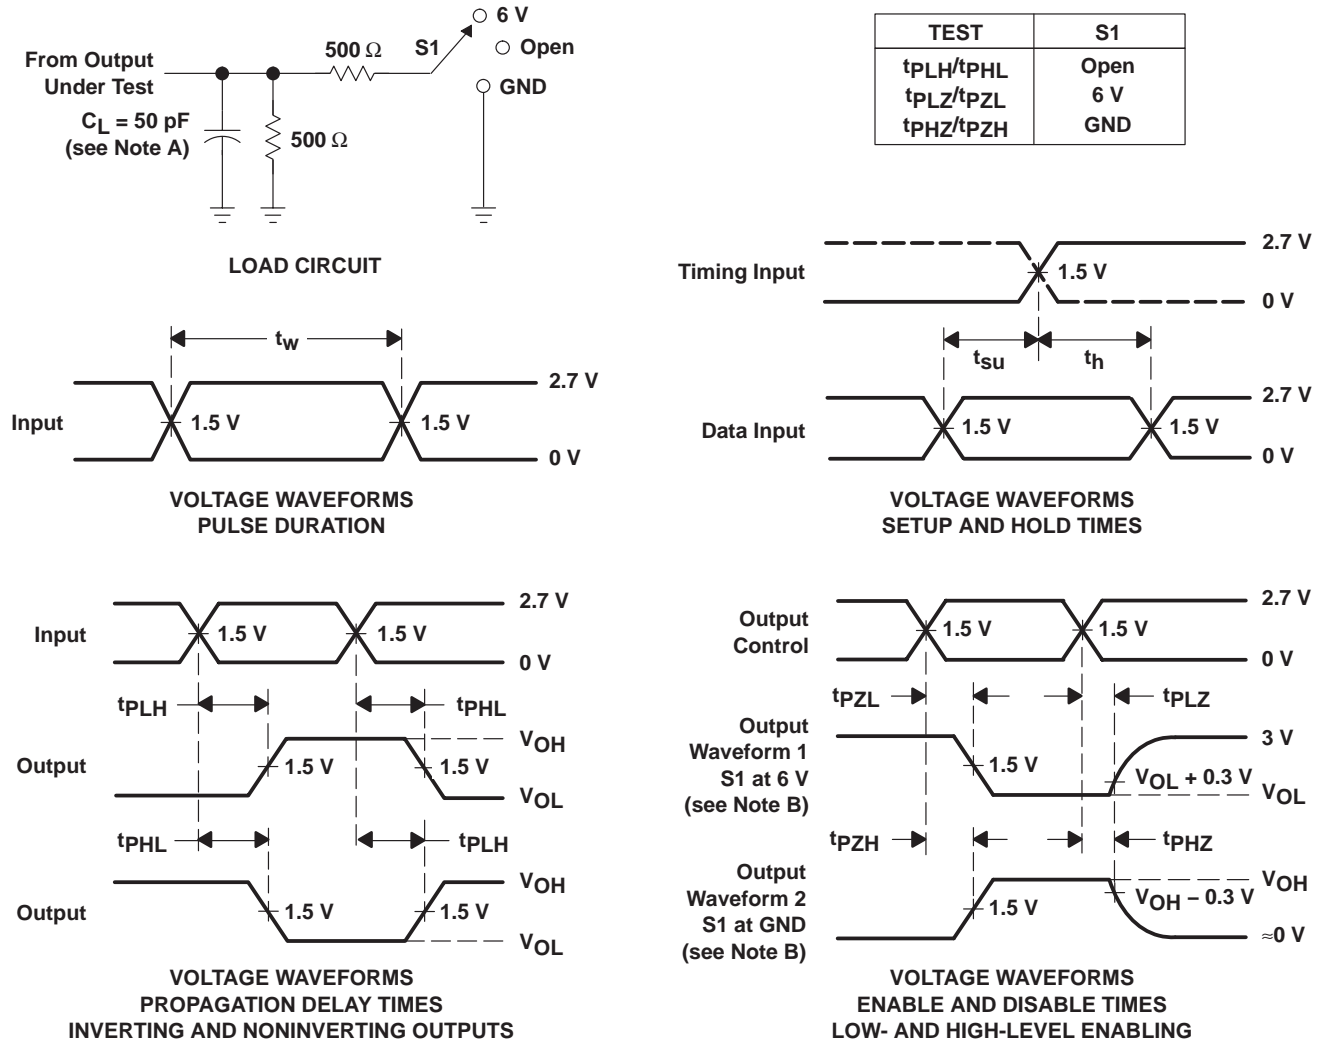 6 V
Open
GND
S1
500 Ω
From Output
Under Test
CL = 50 pF
(see Note A)
500 Ω
LOAD CIRCUIT
TEST S1
tPLH/tPHL Open
tPLZ/tPZL 6 V
tPHZ/tPZH GND
tw
Input
2.7 V
1.5 V 1.5 V
0 V
VOLTAGE WAVEFORMS
PULSE DURATION
Timing Input
2.7 V
1.5 V
0 V
tsu th
Data Input
2.7 V
1.5 V 1.5 V
0 V
VOLTAGE WAVEFORMS
SETUP AND HOLD TIMES
Input
2.7 V
1.5 V 1.5 V
0 V
tPLH tPHL
Output
VOH
1.5 V 1.5 V
VOL
tPHL tPLH
Output
VOH
1.5 V 1.5 V
VOL
VOLTAGE WAVEFORMS
PROPAGATION DELAY TIMES
INVERTING AND NONINVERTING OUTPUTS
Output
Control
2.7 V
1.5 V 1.5 V
0 V
tPZL tPLZ
Output
Waveform 1
S1 at 6 V
(see Note B)
3 V
1.5 V
VOL + 0.3 V
VOL
tPZH tPHZ
Output
Waveform 2
S1 at GND
(see Note B)
VOH
VOH − 0.3 V
1.5 V
≈0 V
VOLTAGE WAVEFORMS
ENABLE AND DISABLE TIMES
LOW- AND HIGH-LEVEL ENABLING